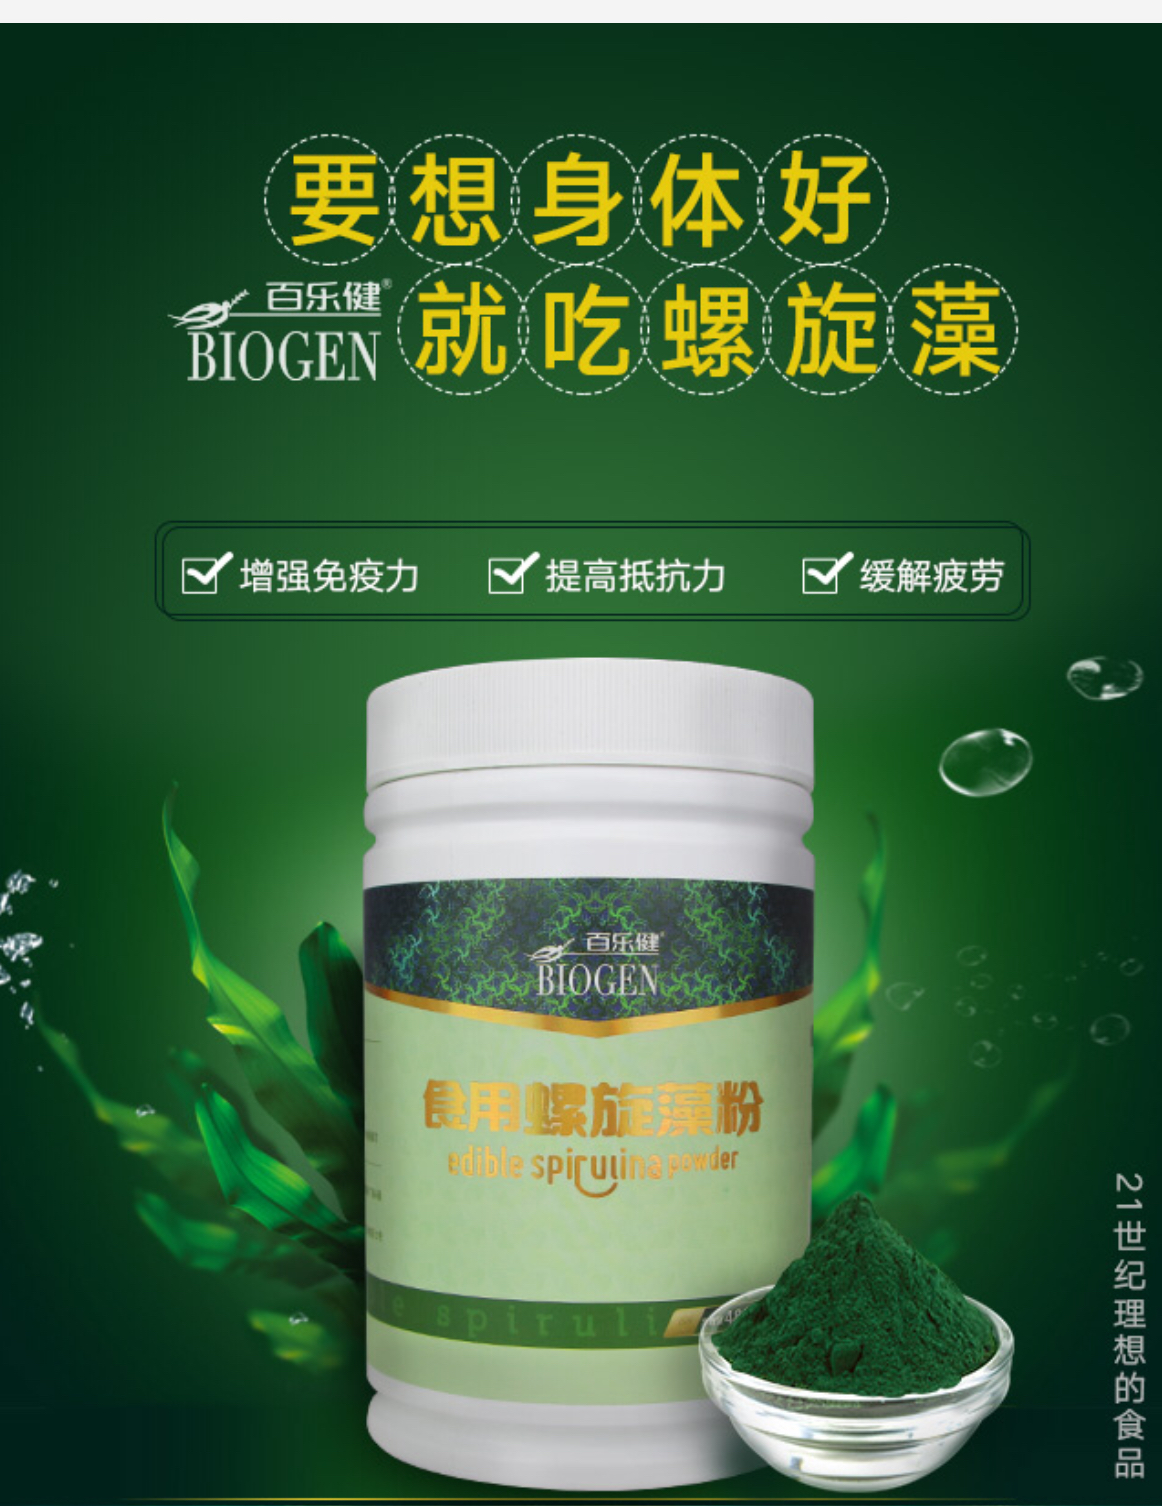 要想身体好
百乐健®
BIOGEN
就吃螺旋藻
增强免疫力
提高抵抗力
缓解疲劳
百乐健
BIOGEN
食用螺旋藻粉
edible spirulina powder
e spiruli
21世纪理想的食品